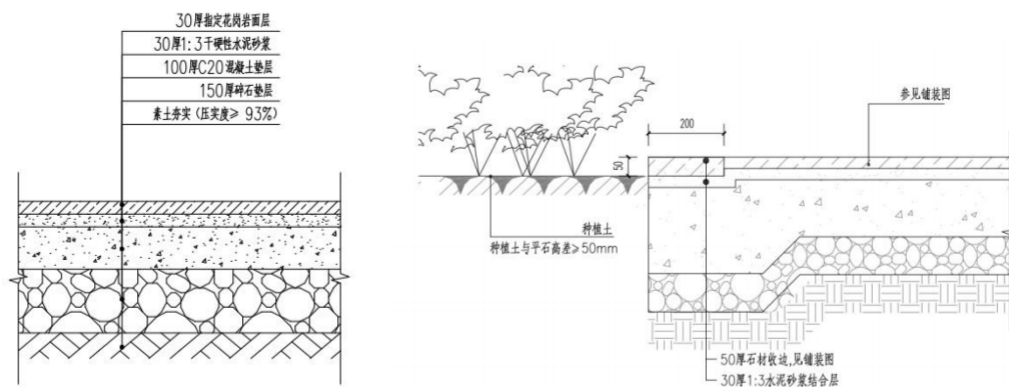 30厚指定花岗岩面层
30厚1:3干硬性水泥砂浆
100厚C20混凝土垫层
150厚碎石垫层
素土夯实(压实度≥93%)
参见铺装图
200
50
种植土
种植土与平石高差≥50mm
50厚石材收边,见铺装图
30厚1:3水泥砂浆结合层